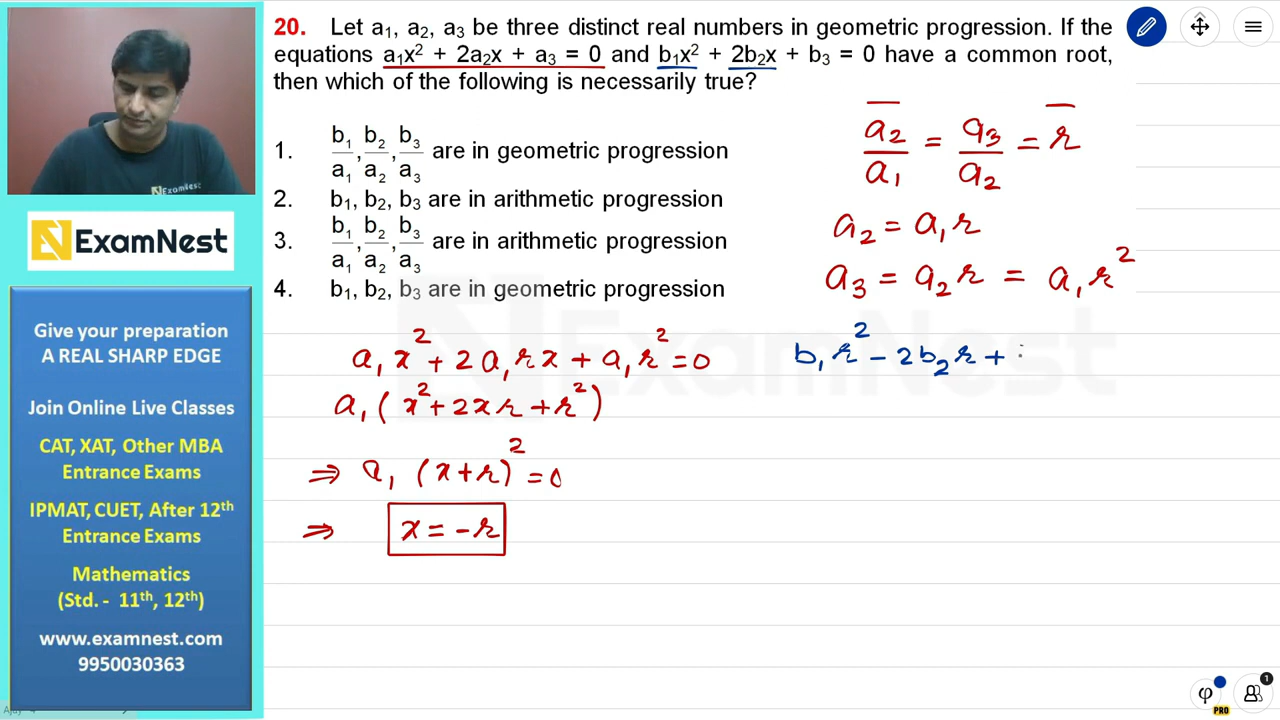 20. Let a₁, a₂, a₃ be three distinct real numbers in geometric progression. If the
equations a₁x² + 2a₂x + a₃ = 0 and b₁x² + 2b₂x + b₃ = 0 have a common root,
then which of the following is necessarily true?
1. b₁/a₁, b₂/a₂, b₃/a₃ are in geometric progression
2. b₁, b₂, b₃ are in arithmetic progression
3. b₁/a₁, b₂/a₂, b₃/a₃ are in arithmetic progression
4. b₁, b₂, b₃ are in geometric progression
a₂/a₁ = a₃/a₂ = r
a₂ = a₁r
a₃ = a₂r = a₁r²
a₁x² + 2a₁rx + a₁r² = 0
a₁(x² + 2xr + r²)
⇒ a₁(x+r)² = 0
⇒ x = -r
b₁r² - 2b₂r +
ExamNest
ExamNest
ExamNest
Give your preparation
A REAL SHARP EDGE
Join Online Live Classes
CAT, XAT, Other MBA
Entrance Exams
IPMAT, CUET, After 12th
Entrance Exams
Mathematics
(Std. - 11th, 12th)
www.examnest.com
9950030363
φ
PRO
1